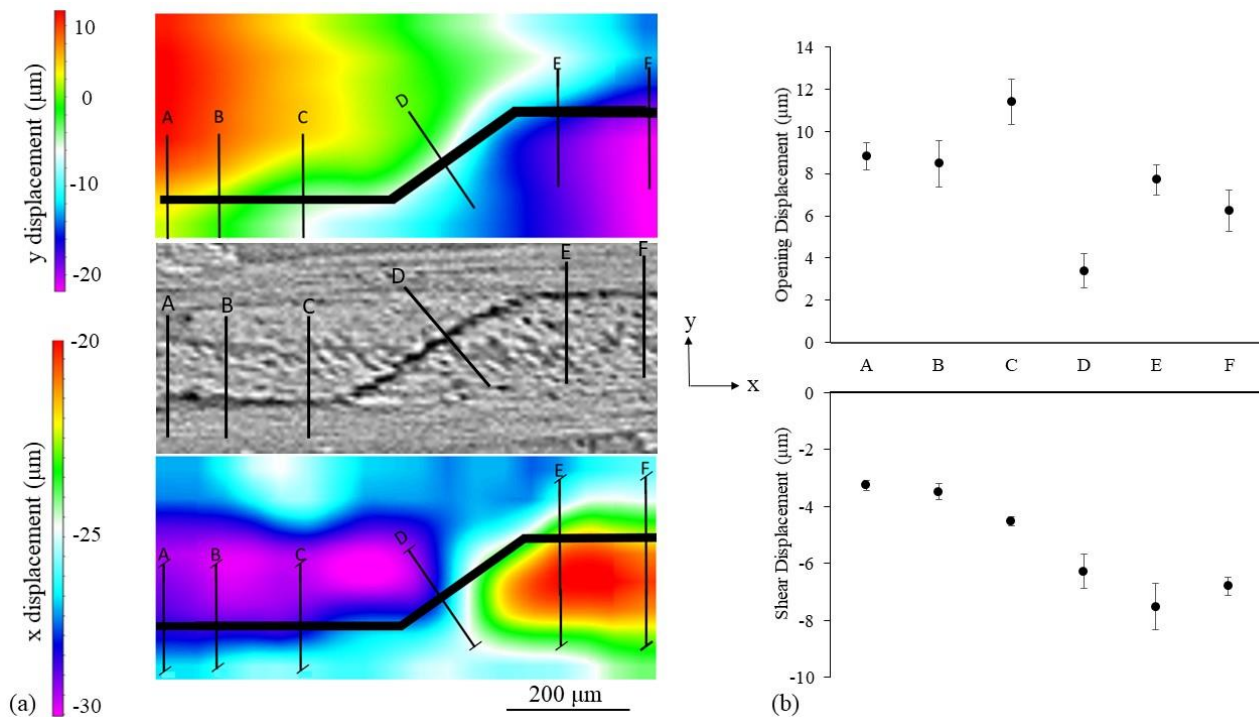 y displacement (μm)
10
0
-10
-20
A
B
C
D
E
E
A
B
C
D
E
F
x displacement (μm)
-20
-25
-30
A
B
C
D
E
F
200 μm
(a)
y
x
Opening Displacement (μm)
14
12
10
8
6
4
2
0
A B C D E F
Shear Displacement (μm)
0
-2
-4
-6
-8
-10
(b)